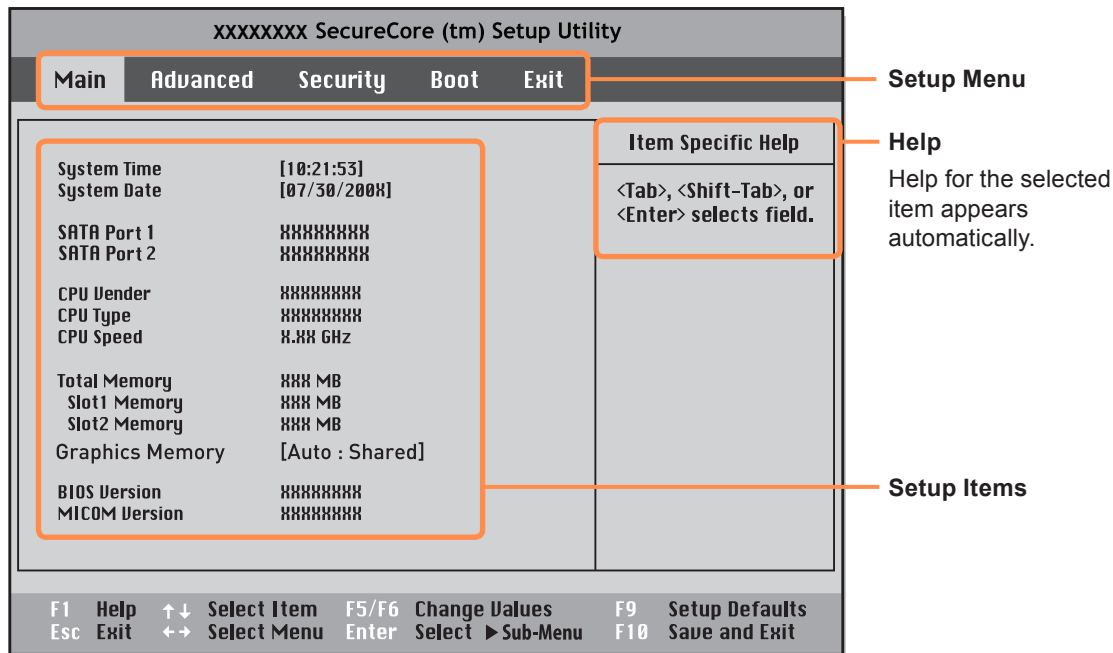 XXXXXXXX SecureCore (tm) Setup Utility
Main Advanced Security Boot Exit
Setup Menu
System Time [10:21:53]
System Date [07/30/200X]
SATA Port 1 XXXXXXXX
SATA Port 2 XXXXXXXX
CPU Vender XXXXXXXX
CPU Type XXXXXXXX
CPU Speed X.XX GHz
Total Memory XXX MB
Slot1 Memory XXX MB
Slot2 Memory XXX MB
Graphics Memory [Auto : Shared]
BIOS Version XXXXXXXX
MICOM Version XXXXXXXX
Item Specific Help
<Tab>, <Shift-Tab>, or
<Enter> selects field.
Help
Help for the selected
item appears
automatically.
Setup Items
F1 Help ↑↓ Select Item F5/F6 Change Values F9 Setup Defaults
Esc Exit ←→ Select Menu Enter Select ▶Sub-Menu F10 Save and Exit